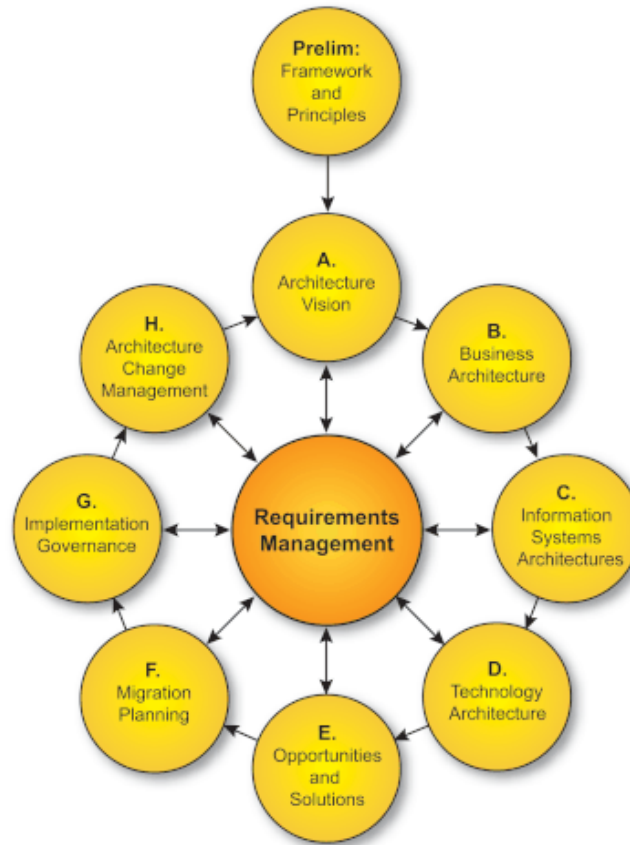 Prelim:
Framework
and
Principles
A.
Architecture
Vision
B.
Business
Architecture
C.
Information
Systems
Architectures
D.
Technology
Architecture
E.
Opportunities
and
Solutions
F.
Migration
Planning
G.
Implementation
Governance
H.
Architecture
Change
Management
Requirements
Management